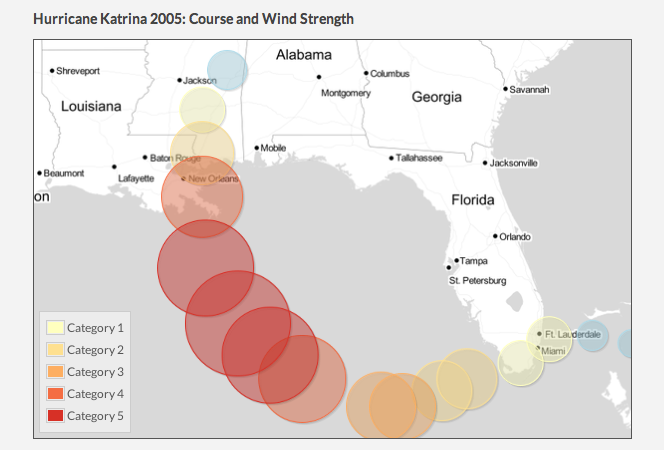 Hurricane Katrina 2005: Course and Wind Strength
Alabama
Shreveport
Jackson
Columbus
Montgomery
Savannah
Louisiana
Georgia
Mobile
Baton Rouge
Tallahassee
Jacksonville
Beaumont
Lafayette
New Orleans
on
Florida
Orlando
Tampa
St. Petersburg
Ft. Lauderdale
Miami
Category 1
Category 2
Category 3
Category 4
Category 5